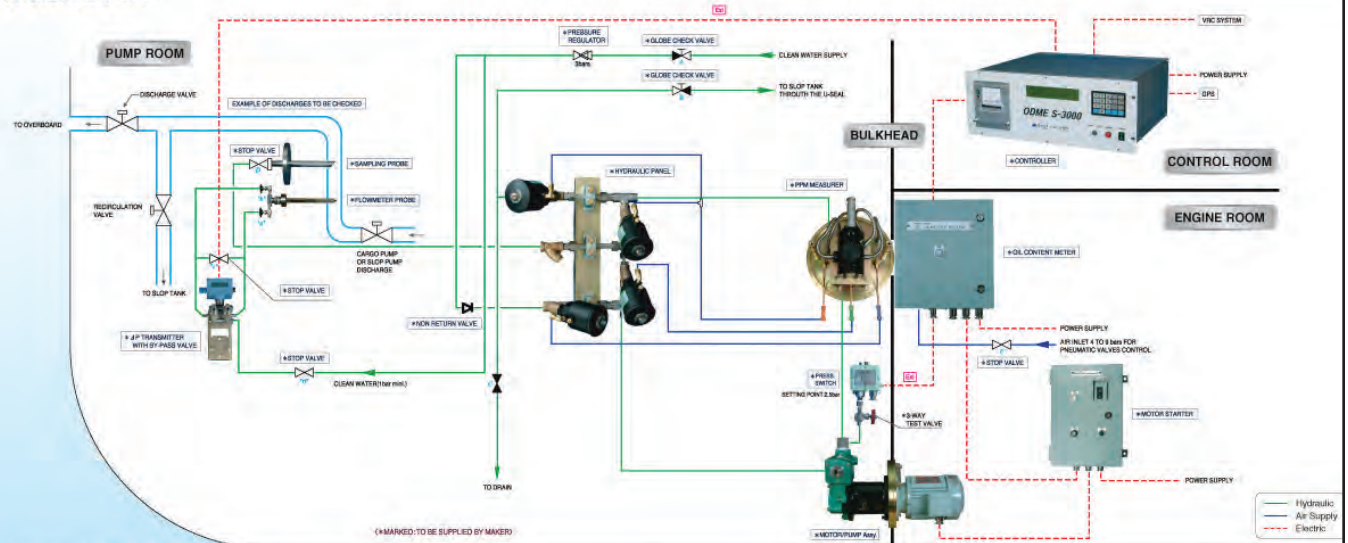 Ex
VRC SYSTEM
PUMP ROOM
*PRESSURE
REGULATOR
*GLOBE CHECK VALVE
CLEAN WATER SUPPLY
3bars
POWER SUPPLY
GPS
DISCHARGE VALVE
*GLOBE CHECK VALVE
TO SLOP TANK
THROUTH THE U-SEAL
EXAMPLE OF DISCHARGES TO BE CHECKED
ODME S-3000
TO OVERBOARD
BULKHEAD
*STOP VALVE
*SAMPLING PROBE
*CONTROLLER
CONTROL ROOM
*HYDRAULIC PANEL
*PPM MEASURER
*FLOWMETER PROBE
RECIRCULATION
VALVE
ENGINE ROOM
CARGO PUMP
OR SLOP PUMP
DISCHARGE
*OIL CONTENT METER
TO SLOP TANK
*STOP VALVE
*NON RETURN VALVE
POWER SUPPLY
*ΔP TRANSMITTER
WITH BY-PASS VALVE
AIR INLET 4 TO 9 bars FOR
PNEUMATIC VALVES CONTROL
*STOP VALVE
*STOP VALVE
CLEAN WATER(1bar mini.)
*PRESS
SWITCH
Ex
SETTING POINT:2.5bar
*3-WAY
TEST VALVE
*MOTOR STARTER
TO DRAIN
POWER SUPPLY
(*MARKED:TO BE SUPPLIED BY MAKER)
*MOTOR/PUMP Assy.
Hydraulic
Air Supply
Electric